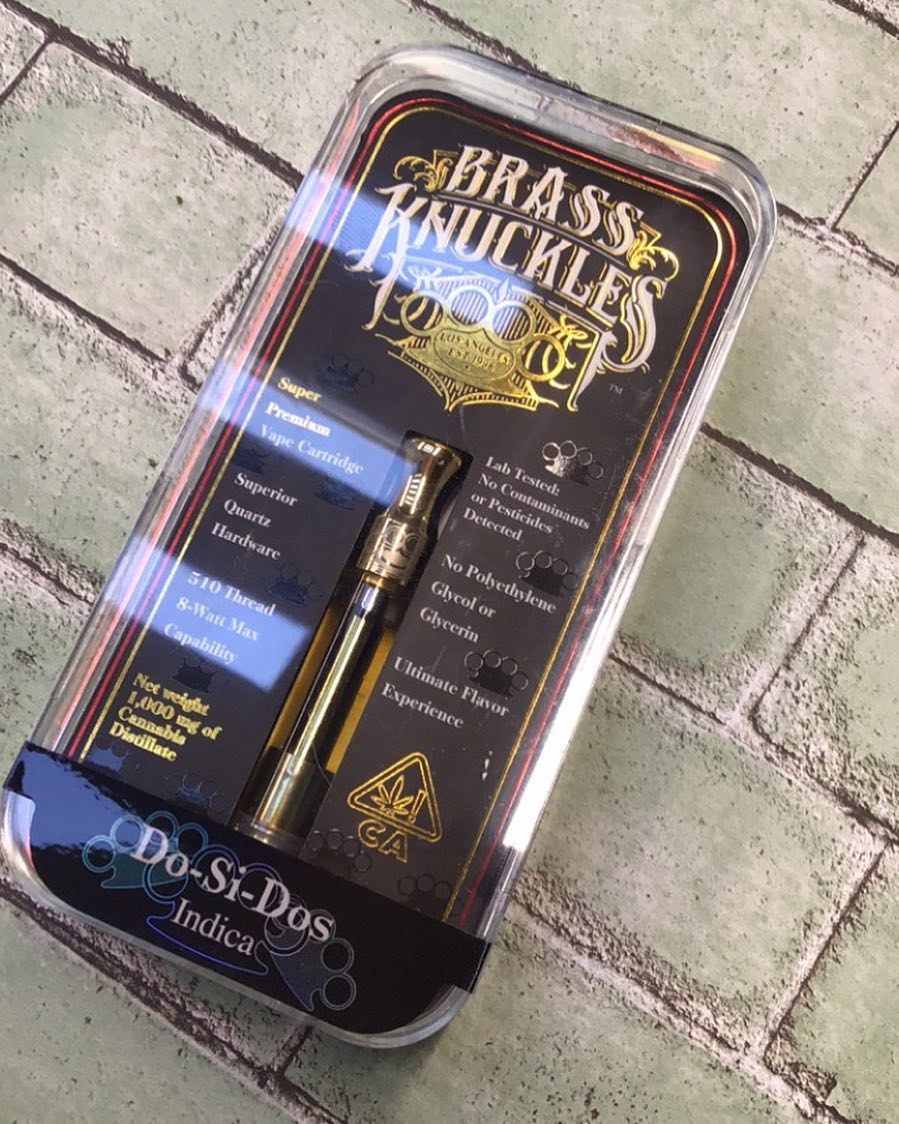 BRASS
KNUCKLES
LOS ANGELES
™
Super
Premium
Vape Cartridge
Superior
Quartz
Hardware
510 Thread
8-Watt Max
Capability
Net weight
1,000 mg of
Cannabis
Distillate
Lab Tested:
No Contaminants
or Pesticides
Detected
No Polyethylene
Glycol or
Glycerin
Ultimate Flavor
Experience
!
CA
Do-Si-Dos
Indica